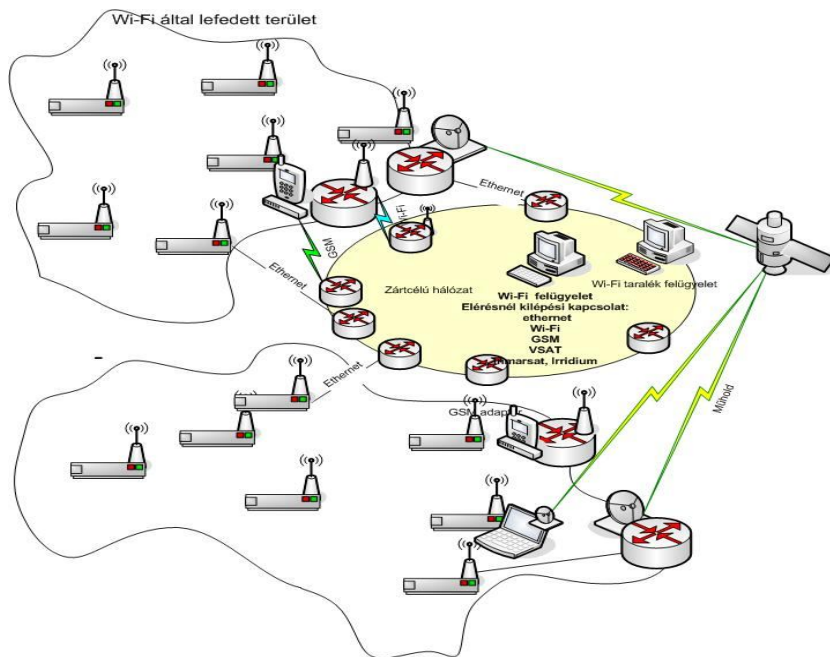 Wi-Fi által lefedett terület
Ethernet
Wi-Fi
GSM
Ethernet
Zártcélú hálózat
Wi-Fi taralék felügyelet
Wi-Fi felügyelet
Elérésnél kilépési kapcsolat:
ethernet
Wi-Fi
GSM
VSAT
Inmarsat, Irridium
Ethernet
GSM adapter
Műhold